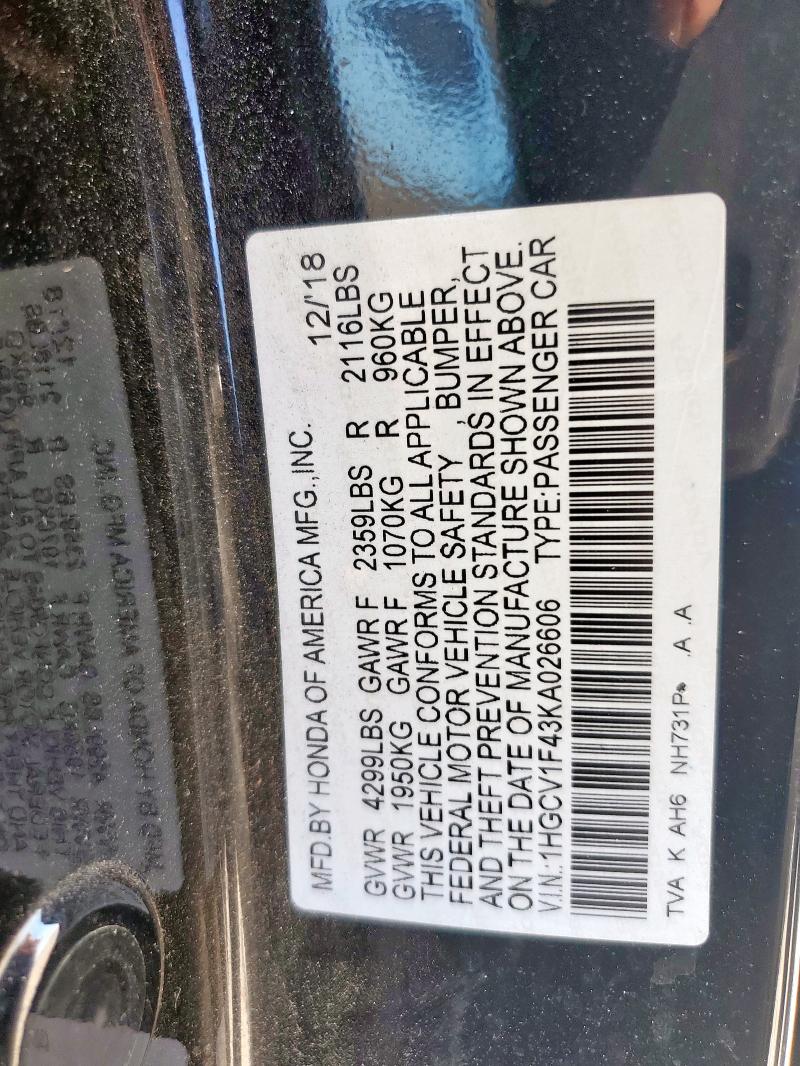 MFD.BY HONDA OF AMERICA MFG.,INC. 12/'18
GVWR 4299LBS GAWR F 2359LBS R 2116LBS
GVWR 1950KG GAWR F 1070KG R 960KG
THIS VEHICLE CONFORMS TO ALL APPLICABLE
FEDERAL MOTOR VEHICLE SAFETY , BUMPER,
AND THEFT PREVENTION STANDARDS IN EFFECT
ON THE DATE OF MANUFACTURE SHOWN ABOVE.
V.I.N.:1HGCV1F43KA026606 TYPE:PASSENGER CAR
TVA K AH6 NH731P* .A .A